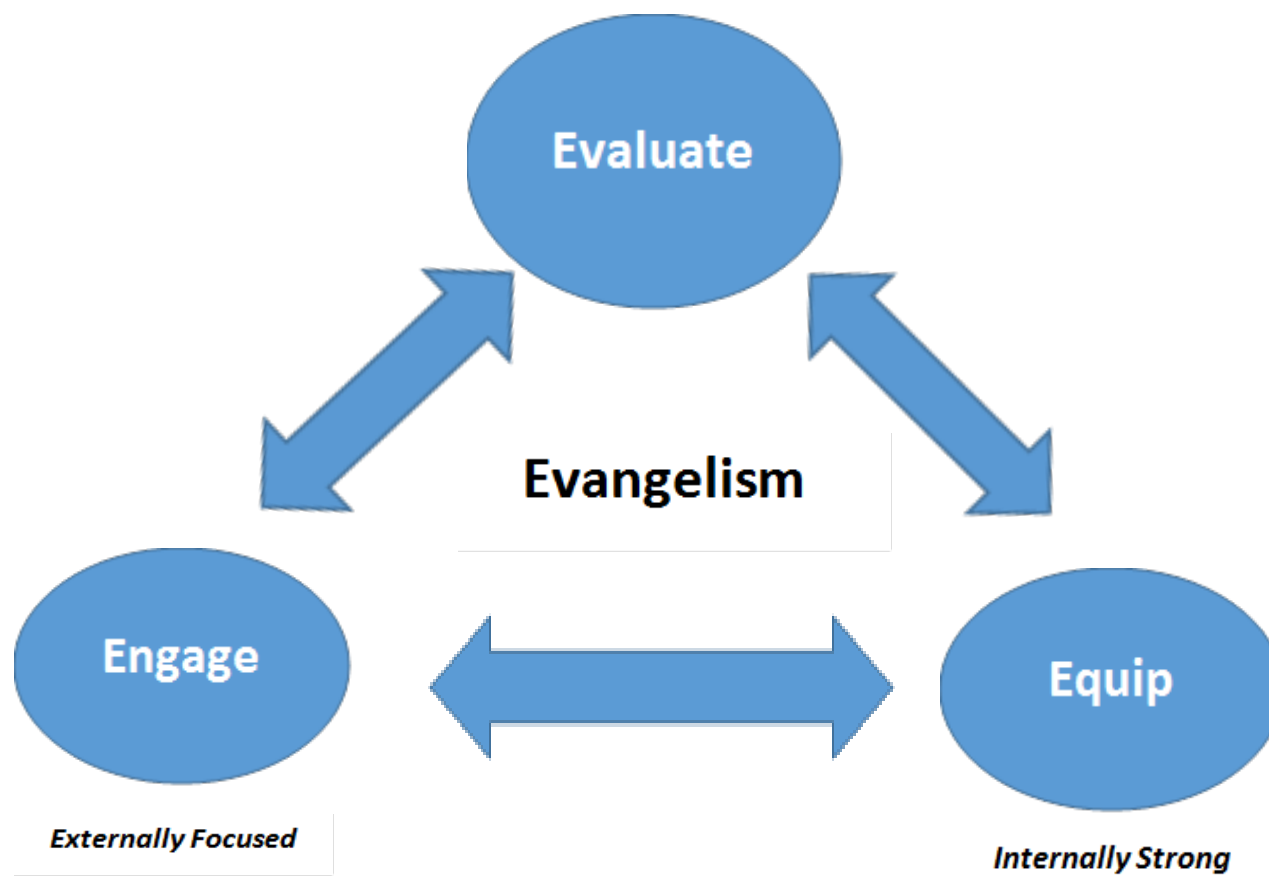 Evaluate
Evangelism
Engage
Equip
Externally Focused
Internally Strong